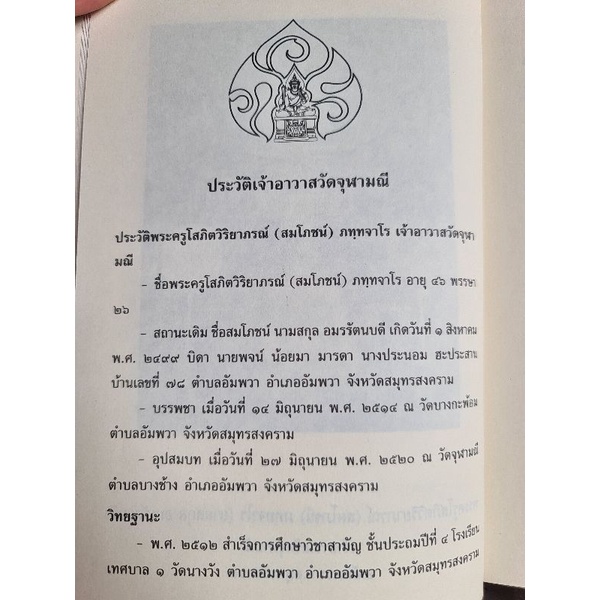 ประวัติเจ้าอาวาสวัดจุฬามณี
ประวัติพระครูโสภิตวิริยาภรณ์ (สมโภชน์) ภทฺทจาโร เจ้าอาวาสวัดจุฬา
มณี
- ชื่อพระครูโสภิตวิริยาภรณ์ (สมโภชน์) ภทฺทจาโร อายุ ๔๖ พรรษา
๒๖
- สถานะเดิม ชื่อสมโภชน์ นามสกุล อมรรัตนบดี เกิดวันที่ ๑ สิงหาคม
พ.ศ. ๒๔๙๙ บิดา นายพจน์ น้อยมา มารดา นางประนอม ฮะประสาน
บ้านเลขที่ ๗๘ ตำบลอัมพวา อำเภออัมพวา จังหวัดสมุทรสงคราม
- บรรพชา เมื่อวันที่ ๑๔ มิถุนายน พ.ศ. ๒๕๑๔ ณ วัดบางกะพ้อม
ตำบลอัมพวา จังหวัดสมุทรสงคราม
- อุปสมบท เมื่อวันที่ ๒๗ มิถุนายน พ.ศ. ๒๕๒๐ ณ วัดจุฬามณี
ตำบลบางช้าง อำเภออัมพวา จังหวัดสมุทรสงคราม
วิทยฐานะ
- พ.ศ. ๒๕๑๒ สำเร็จการศึกษาวิชาสามัญ ชั้นประถมปีที่ ๔ โรงเรียน
เทศบาล ๑ วัดนางวัง ตำบลอัมพวา อำเภออัมพวา จังหวัดสมุทรสงคราม